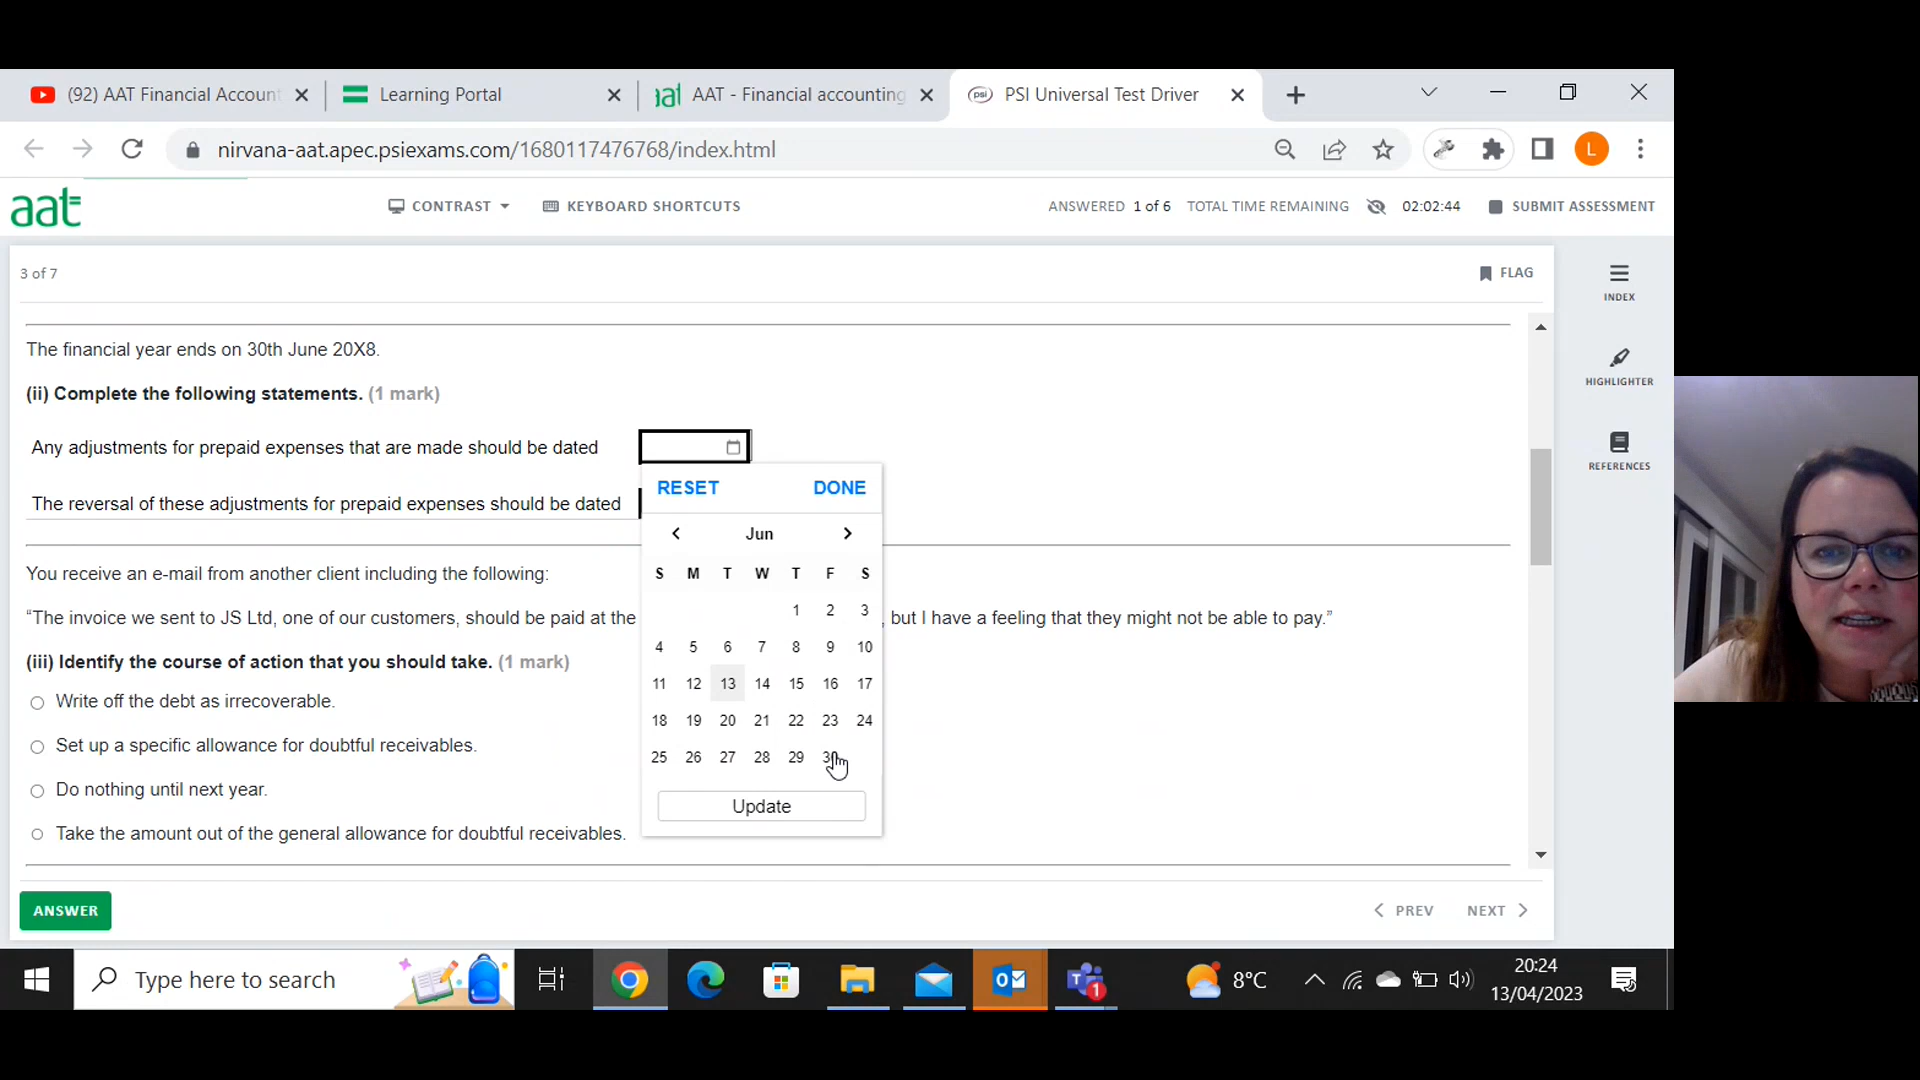 (92) AAT Financial Account
Learning Portal
aat AAT - Financial accounting
psi PSI Universal Test Driver
nirvana-aat.apec.psiexams.com/1680117476768/index.html
L
aat
CONTRAST
KEYBOARD SHORTCUTS
ANSWERED 1 of 6 TOTAL TIME REMAINING 02:02:44
SUBMIT ASSESSMENT
3 of 7
FLAG
INDEX
HIGHLIGHTER
REFERENCES
The financial year ends on 30th June 20X8.
(ii) Complete the following statements. (1 mark)
Any adjustments for prepaid expenses that are made should be dated
The reversal of these adjustments for prepaid expenses should be dated
RESET DONE
Jun
S M T W T F S
1 2 3
4 5 6 7 8 9 10
11 12 13 14 15 16 17
18 19 20 21 22 23 24
25 26 27 28 29 30
Update
You receive an e-mail from another client including the following:
“The invoice we sent to JS Ltd, one of our customers, should be paid at the , but I have a feeling that they might not be able to pay.”
(iii) Identify the course of action that you should take. (1 mark)
Write off the debt as irrecoverable.
Set up a specific allowance for doubtful receivables.
Do nothing until next year.
Take the amount out of the general allowance for doubtful receivables.
ANSWER
PREV NEXT
Type here to search
1
8°C
20:24
13/04/2023